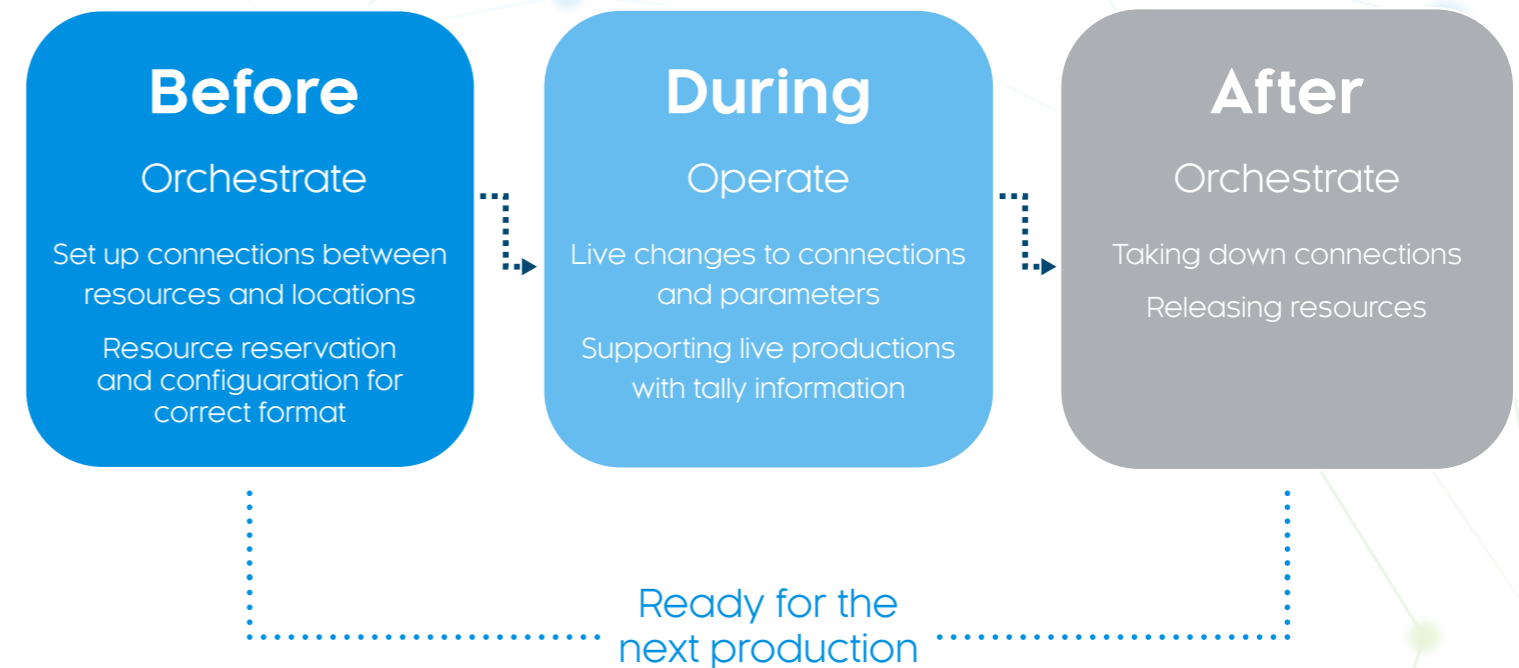 Before
Orchestrate
Set up connections between
resources and locations
Resource reservation
and configuaration for
correct format
During
Operate
Live changes to connections
and parameters
Supporting live productions
with tally information
After
Orchestrate
Taking down connections
Releasing resources
Ready for the
next production